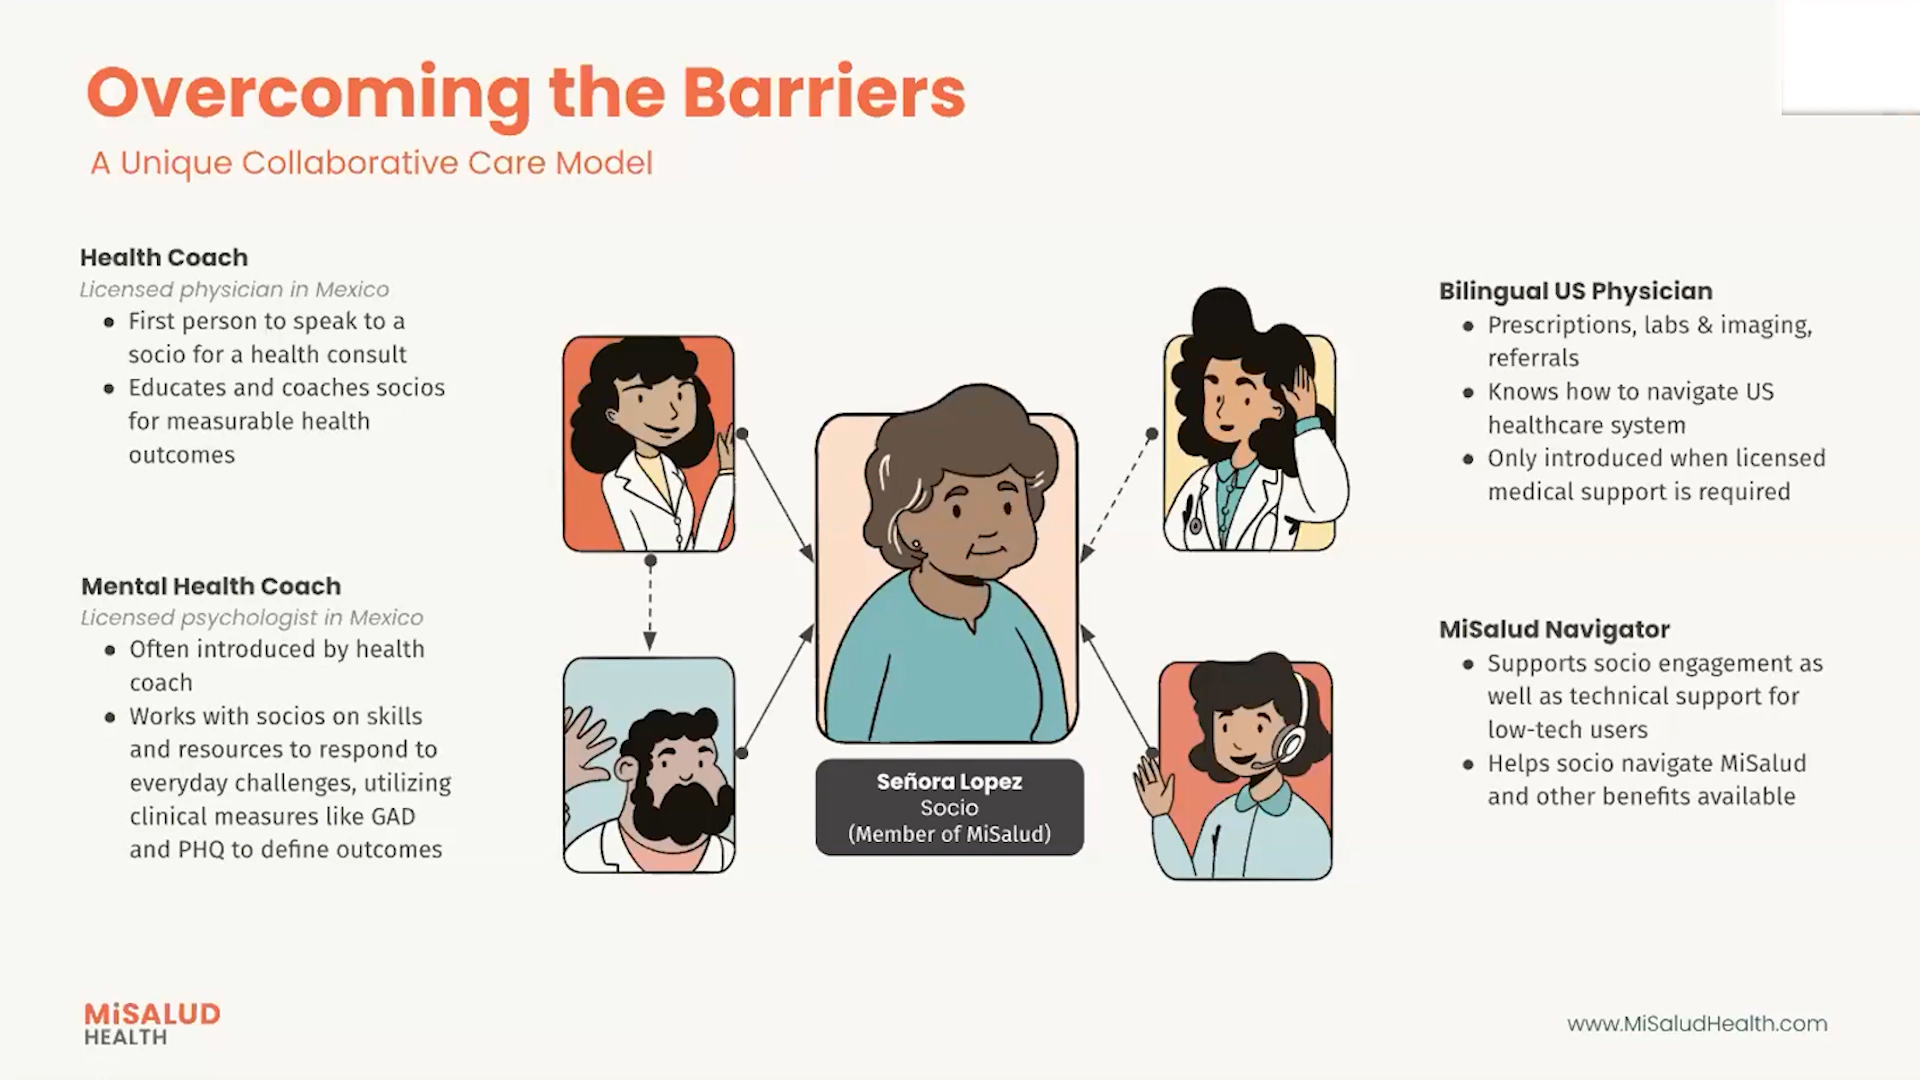 Overcoming the Barriers
A Unique Collaborative Care Model
Health Coach
Licensed physician in Mexico
● First person to speak to a
socio for a health consult
● Educates and coaches socios
for measurable health
outcomes
Mental Health Coach
Licensed psychologist in Mexico
● Often introduced by health
coach
● Works with socios on skills
and resources to respond to
everyday challenges, utilizing
clinical measures like GAD
and PHQ to define outcomes
Señora Lopez
Socio
(Member of MiSalud)
Bilingual US Physician
● Prescriptions, labs & imaging,
referrals
● Knows how to navigate US
healthcare system
● Only introduced when licensed
medical support is required
MiSalud Navigator
● Supports socio engagement as
well as technical support for
low-tech users
● Helps socio navigate MiSalud
and other benefits available
MiSALUD
HEALTH
www.MiSaludHealth.com